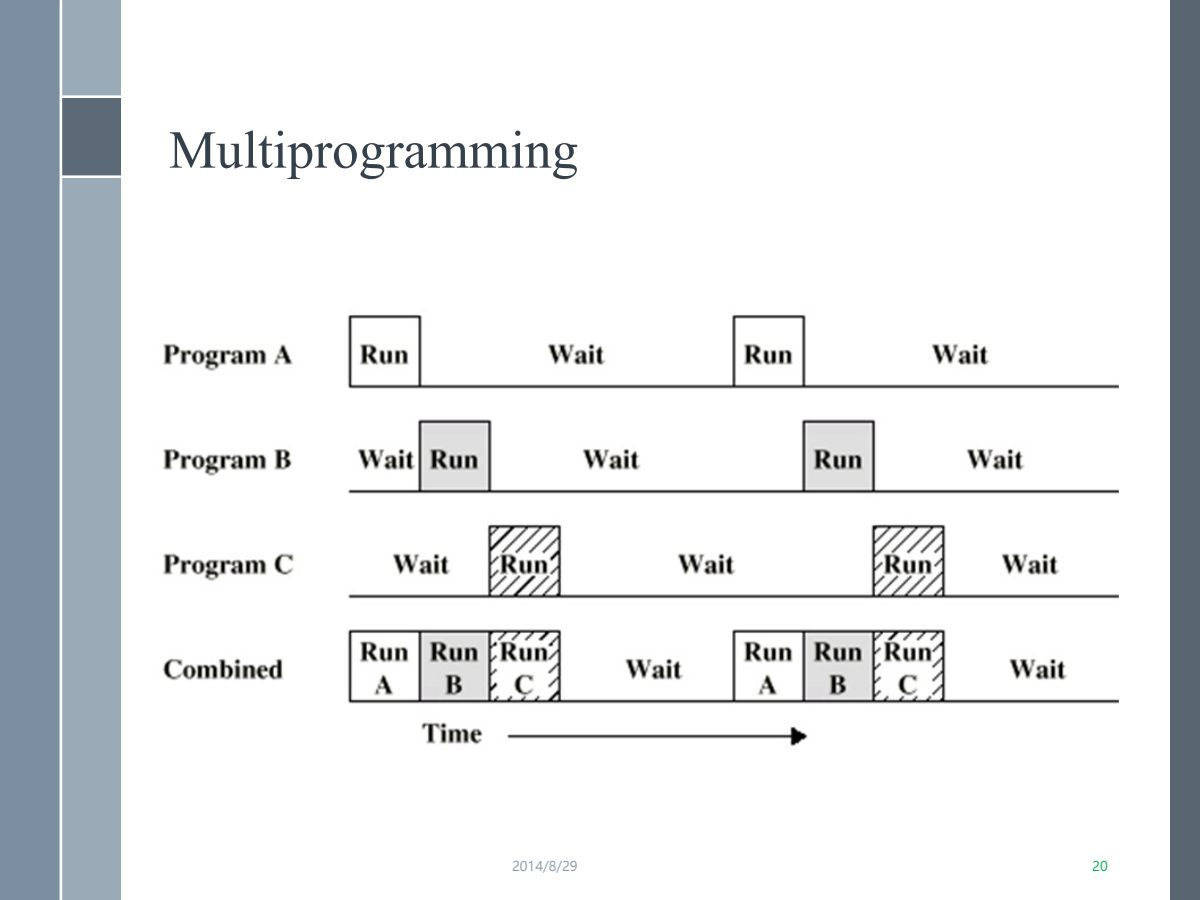 Multiprogramming
Program A Run Wait Run Wait
Program B Wait Run Wait Run Wait
Program C Wait Run Wait Run Wait
Combined Run A Run B Run C Wait Run A Run B Run C Wait
Time
2014/8/29 20